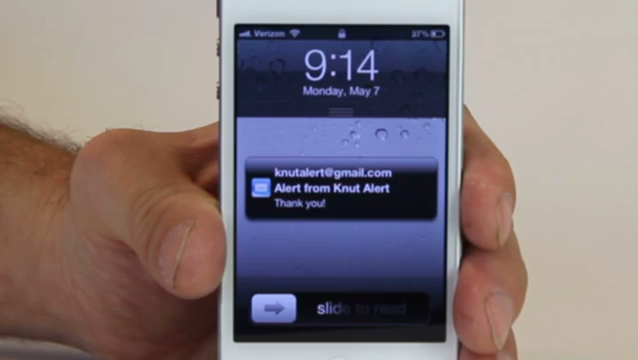 Verizon 37%
9:14
Monday, May 7
knutalert@gmail.com
Alert from Knut Alert
Thank you!
slide to read